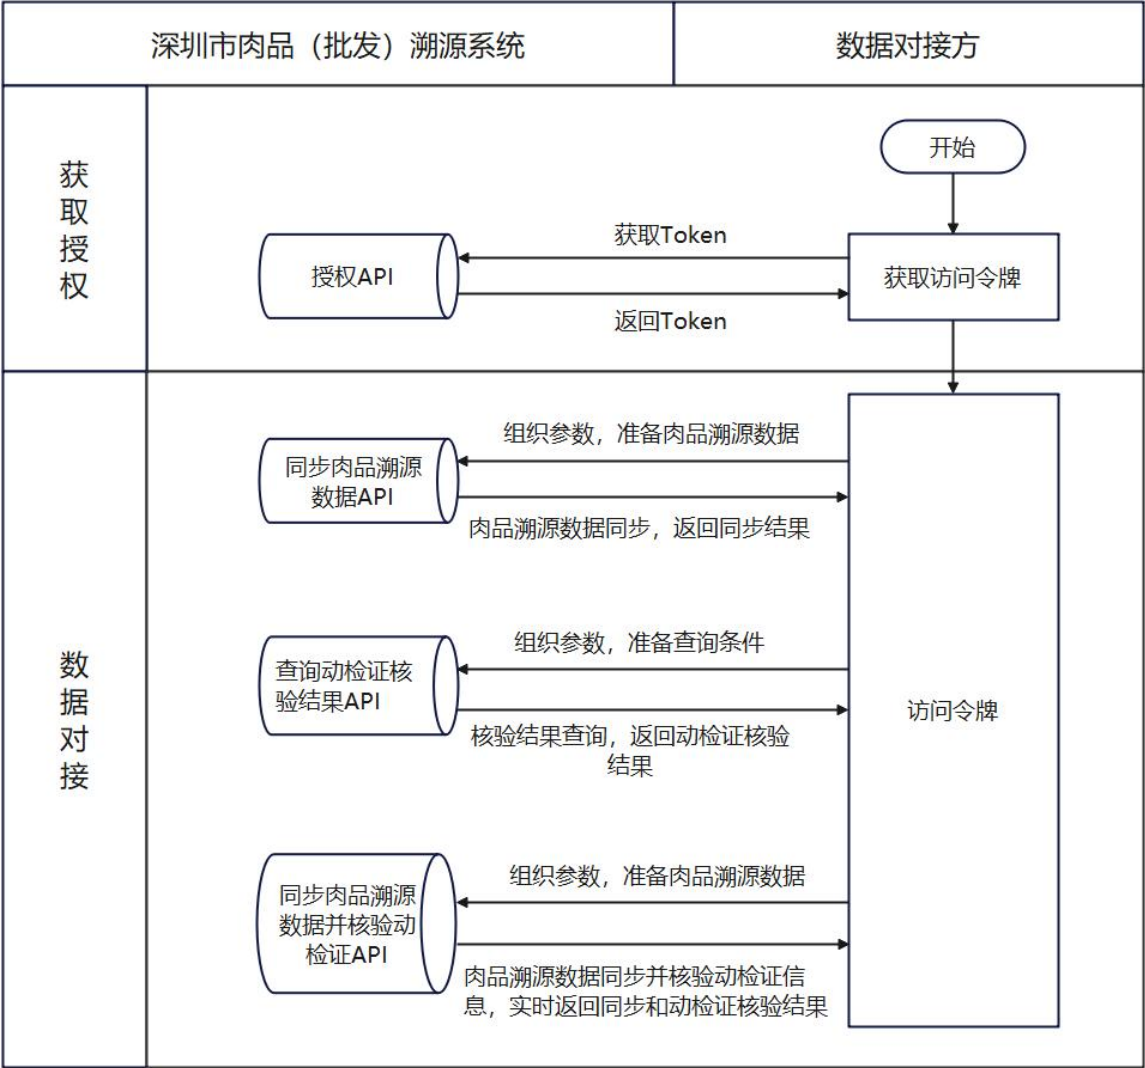 深圳市肉品（批发）溯源系统
数据对接方
获取授权
开始
获取Token
授权API
获取访问令牌
返回Token
数据对接
组织参数，准备肉品溯源数据
同步肉品溯源
数据API
肉品溯源数据同步，返回同步结果
组织参数，准备查询条件
查询动检证核
验结果API
访问令牌
核验结果查询，返回动检证核验
结果
组织参数，准备肉品溯源数据
同步肉品溯源
数据并核验动
检证API
肉品溯源数据同步并核验动检证信
息，实时返回同步和动检证核验结果